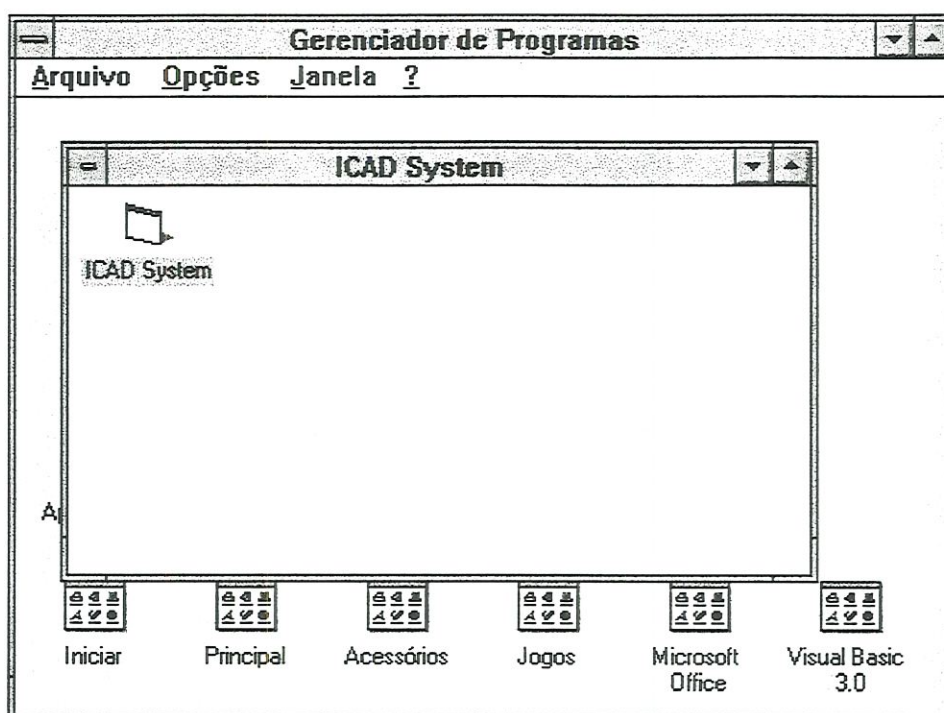 Gerenciador de Programas
Arquivo Opções Janela ?
ICAD System
ICAD System
Iniciar Principal Acessórios Jogos Microsoft Office Visual Basic 3.0